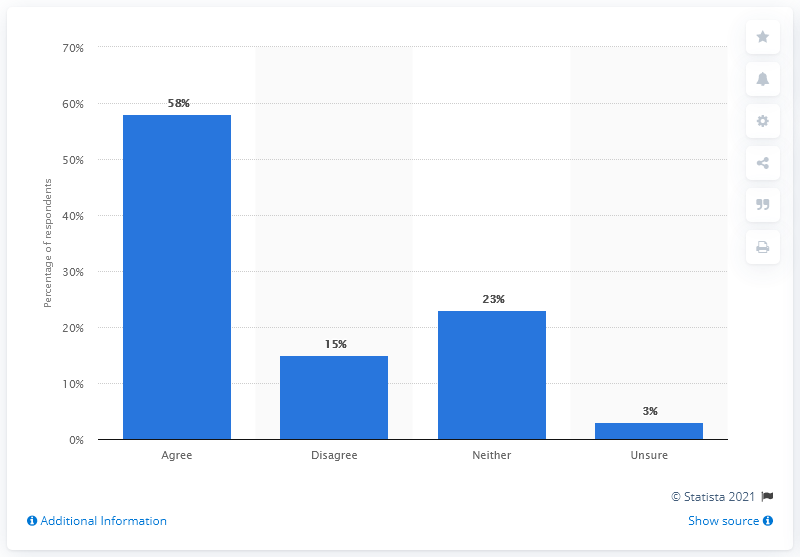 70%
60%
50%
40%
30%
20%
10%
0%
Percentage of respondents
58%
15%
23%
3%
Agree
Disagree
Neither
Unsure
© Statista 2021
Additional Information
Show source